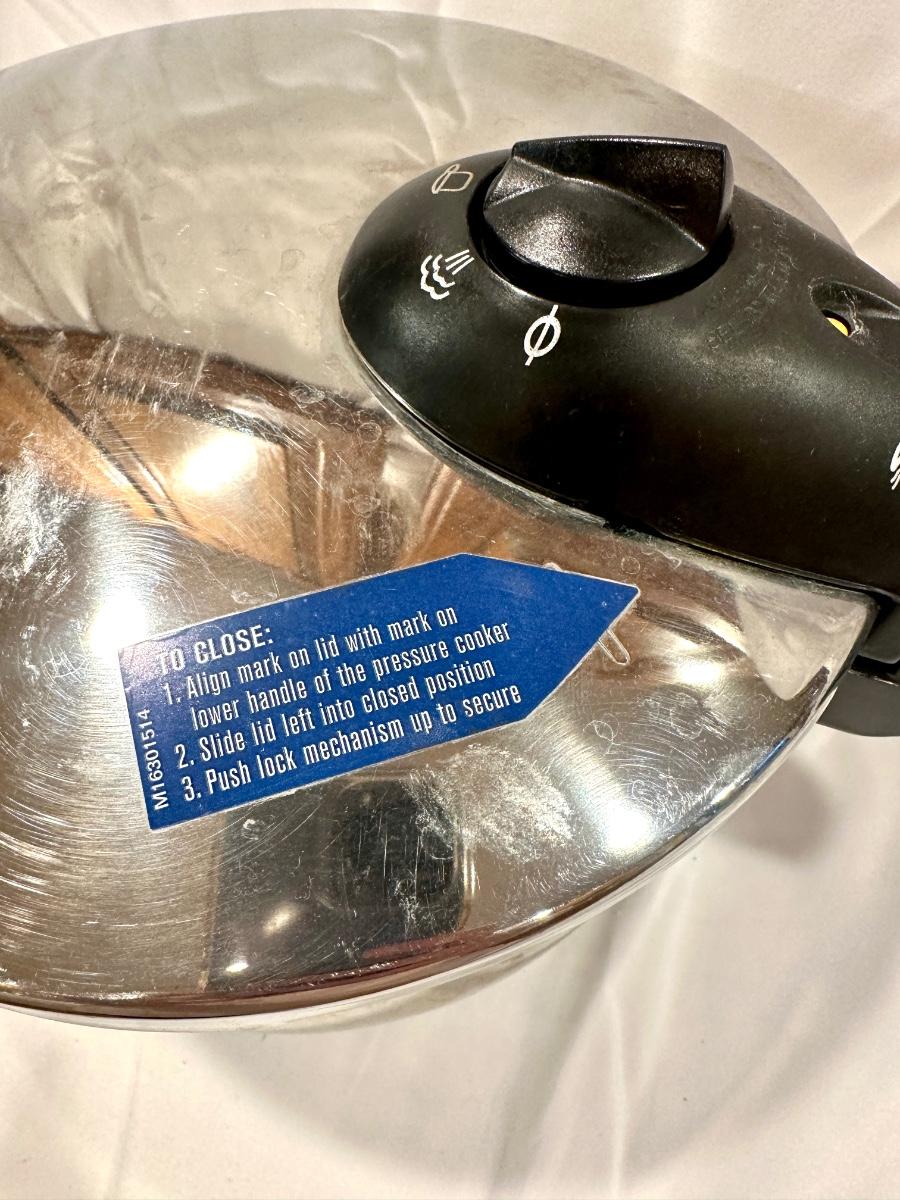 TO CLOSE:
1. Align mark on lid with mark on
lower handle of the pressure cooker
2. Slide lid left into closed position
3. Push lock mechanism up to secure
M16301514